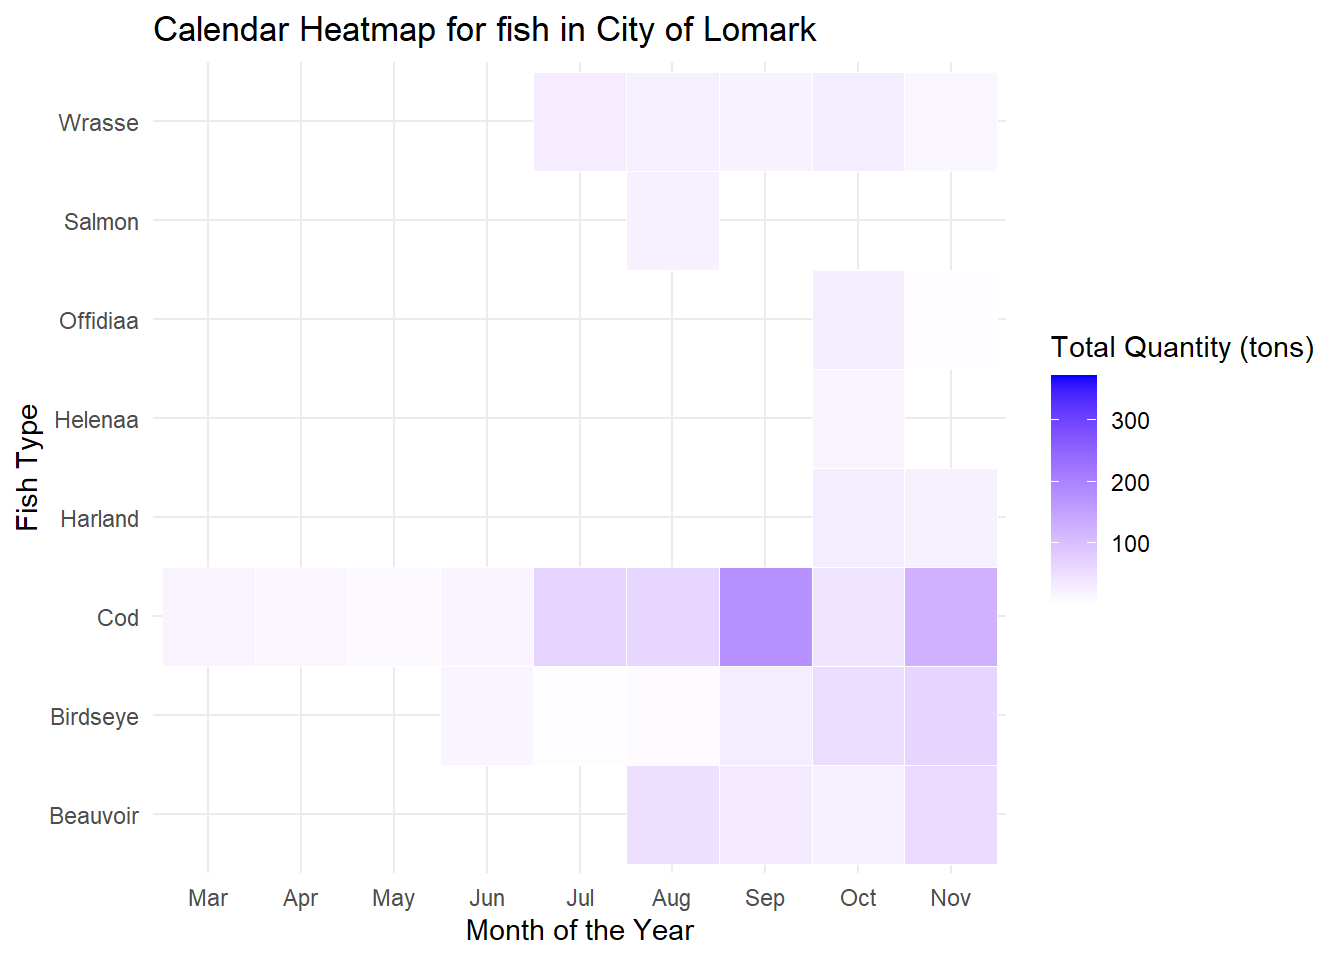 Calendar Heatmap for fish in City of Lomark
Wrasse
Salmon
Offidiaa
Helenaa
Harland
Cod
Birdseye
Beauvoir
Fish Type
Mar Apr May Jun Jul Aug Sep Oct Nov
Month of the Year
Total Quantity (tons)
300
200
100